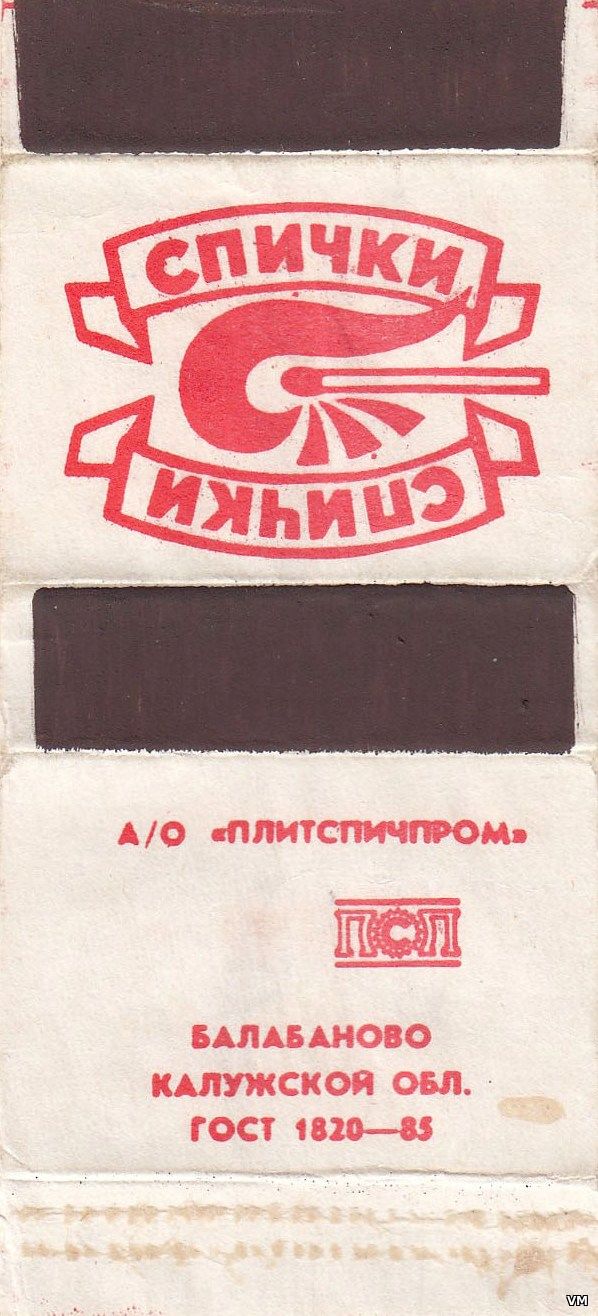 СПИЧКИ
СПИЧКИ
А/О «ПЛИТСПИЧПРОМ»
ПСП
БАЛАБАНОВО
КАЛУЖСКОЙ ОБЛ.
ГОСТ 1820—85
VM